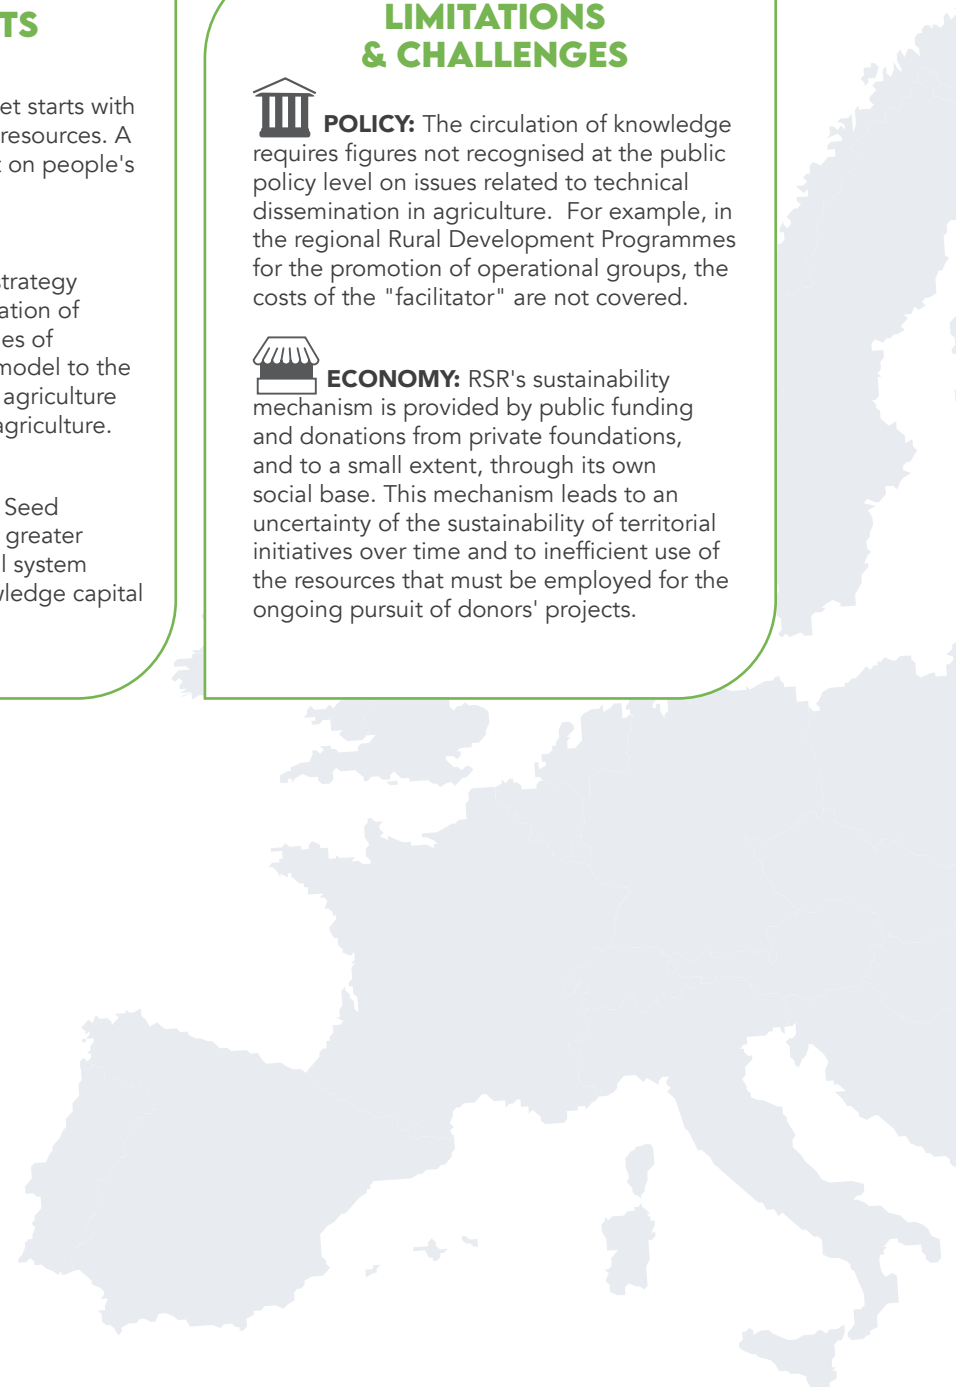 TS
et starts with
resources. A
on people's
trategy
ation of
es of
model to the
agriculture
agriculture.
Seed
greater
l system
ledge capital
LIMITATIONS
& CHALLENGES
POLICY: The circulation of knowledge
requires figures not recognised at the public
policy level on issues related to technical
dissemination in agriculture.  For example, in
the regional Rural Development Programmes
for the promotion of operational groups, the
costs of the "facilitator" are not covered.
ECONOMY: RSR's sustainability
mechanism is provided by public funding
and donations from private foundations,
and to a small extent, through its own
social base. This mechanism leads to an
uncertainty of the sustainability of territorial
initiatives over time and to inefficient use of
the resources that must be employed for the
ongoing pursuit of donors' projects.